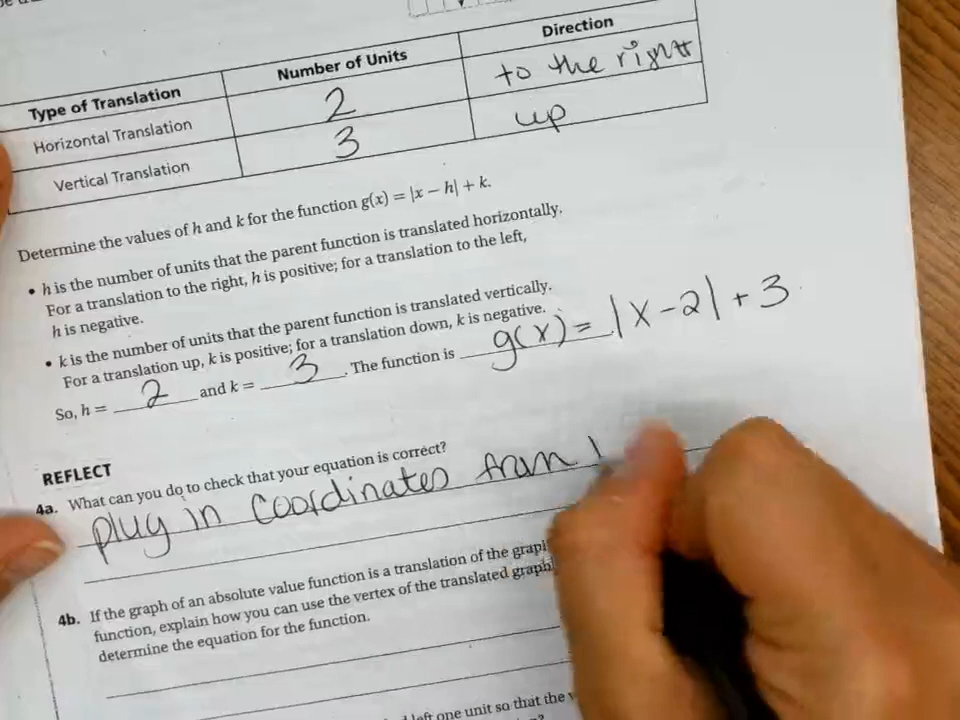 Type of Translation Number of Units Direction
Horizontal Translation 2 to the right
Vertical Translation 3 up
Determine the values of h and k for the function g(x) = |x − h| + k.
• h is the number of units that the parent function is translated horizontally.
For a translation to the right, h is positive; for a translation to the left,
h is negative.
• k is the number of units that the parent function is translated vertically.
For a translation up, k is positive; for a translation down, k is negative.
So, h = 2 and k = 3. The function is g(x) = |x - 2| + 3
REFLECT
4a. What can you do to check that your equation is correct?
plug in coordinates from
4b. If the graph of an absolute value function is a translation of the graph
function, explain how you can use the vertex of the translated graph
determine the equation for the function.
left one unit so that the